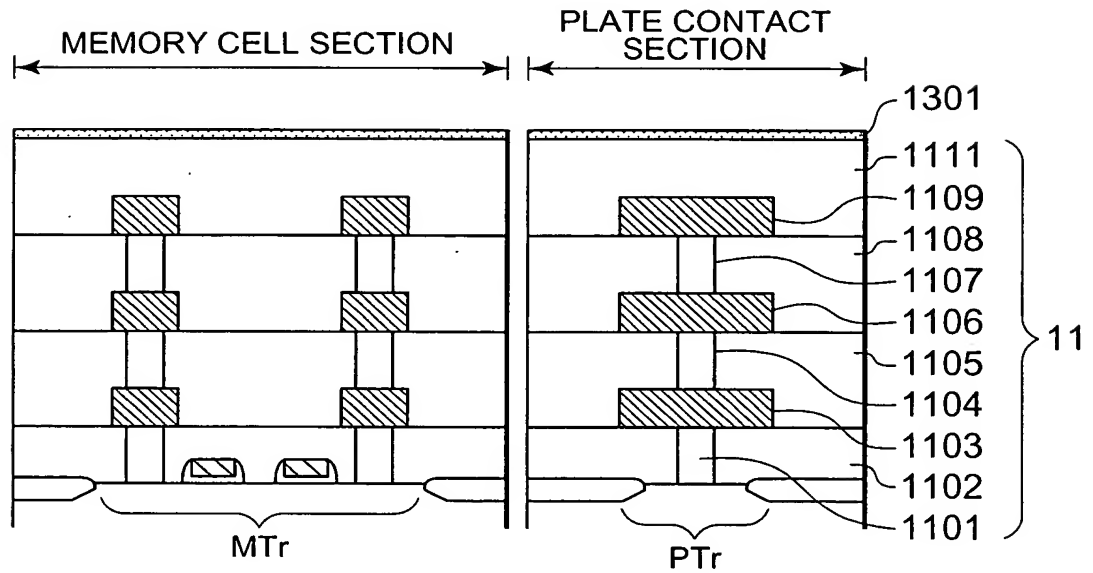 MEMORY CELL SECTION
PLATE CONTACT
SECTION
1301
1111
1109
1108
1107
1106
1105
1104
1103
1102
1101
11
MTr
PTr